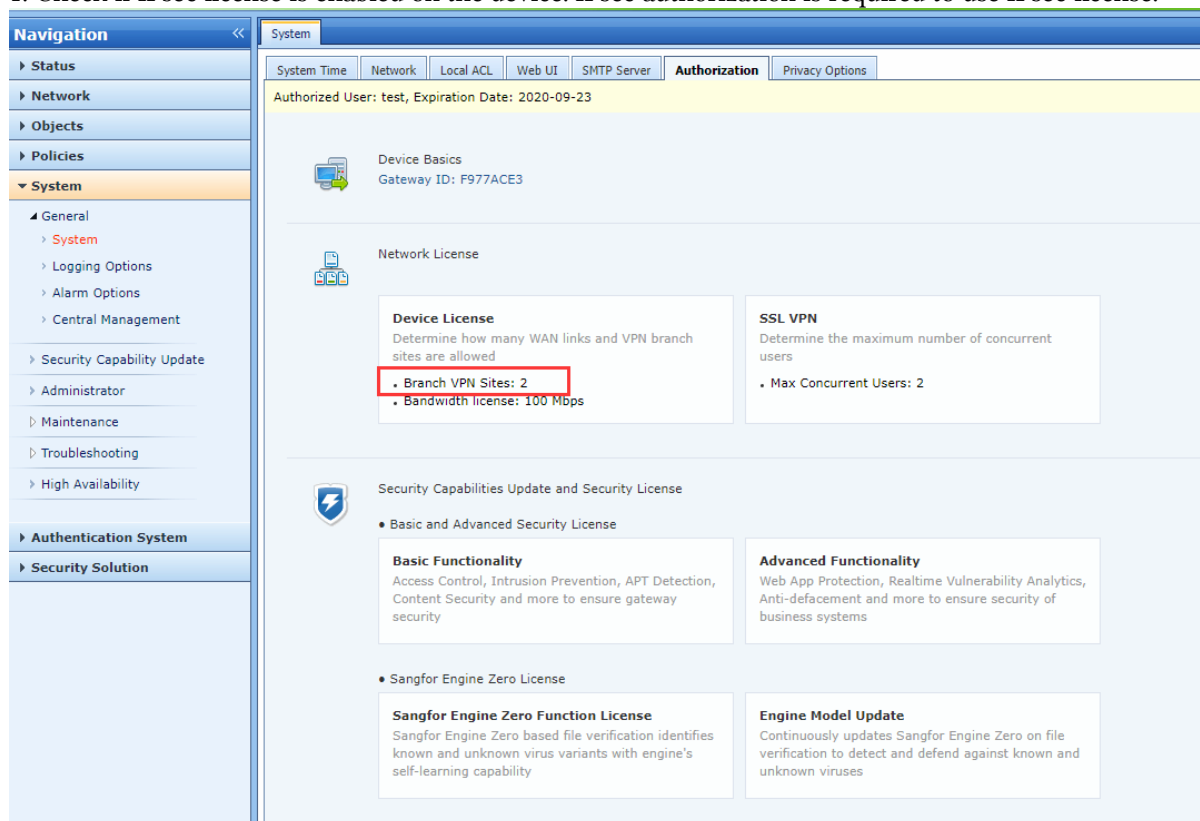 Navigation
System
Status
Network
Objects
Policies
System
General
System
Logging Options
Alarm Options
Central Management
Security Capability Update
Administrator
Maintenance
Troubleshooting
High Availability
Authentication System
Security Solution
System Time Network Local ACL Web UI SMTP Server Authorization Privacy Options
Authorized User: test, Expiration Date: 2020-09-23
Device Basics
Gateway ID: F977ACE3
Network License
Device License
Determine how many WAN links and VPN branch
sites are allowed
Branch VPN Sites: 2
Bandwidth license: 100 Mbps
SSL VPN
Determine the maximum number of concurrent
users
Max Concurrent Users: 2
Security Capabilities Update and Security License
Basic and Advanced Security License
Basic Functionality
Access Control, Intrusion Prevention, APT Detection,
Content Security and more to ensure gateway
security
Advanced Functionality
Web App Protection, Realtime Vulnerability Analytics,
Anti-defacement and more to ensure security of
business systems
Sangfor Engine Zero License
Sangfor Engine Zero Function License
Sangfor Engine Zero based file verification identifies
known and unknown virus variants with engine's
self-learning capability
Engine Model Update
Continuously updates Sangfor Engine Zero on file
verification to detect and defend against known and
unknown viruses